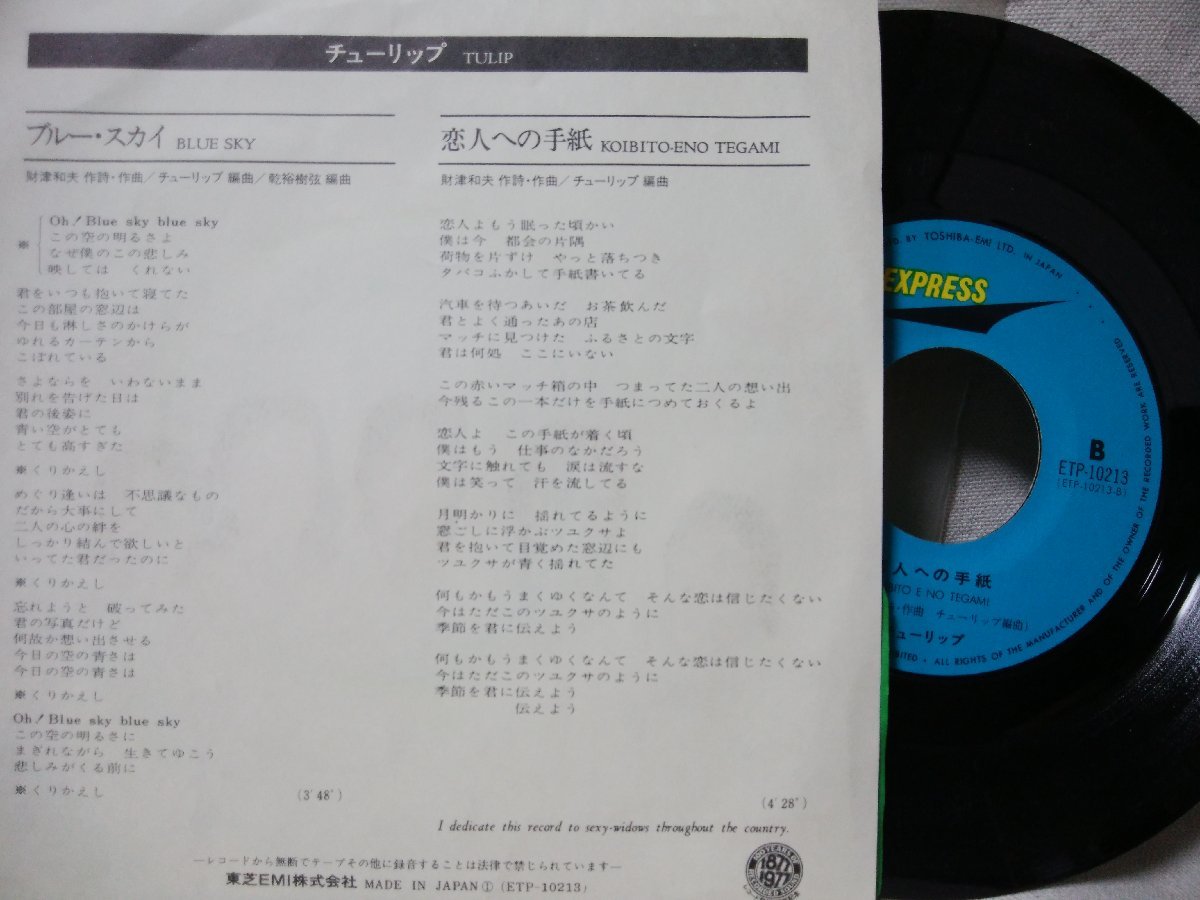 チューリップ TULIP
ブルー・スカイ BLUE SKY
財津和夫 作詩・作曲／チューリップ 編曲／乾裕樹弦 編曲
※
Oh! Blue sky blue sky
この空の明るさよ
なぜ僕のこの悲しみ
映しては くれない
君をいつも抱いて寝てた
この部屋の窓辺は
今日も淋しさのかけらが
ゆれるカーテンから
こぼれている
さよならを いわないまま
別れを告げた日は
君の後姿に
青い空がとても
とても高すぎた
※くりかえし
めぐり逢いは 不思議なもの
だから大事にして
二人の心の絆を
しっかり結んで欲しいと
いってた君だったのに
※くりかえし
忘れようと 破ってみた
君の写真だけど
何故か想い出させる
今日の空の青さは
今日の空の青さは
※くりかえし
Oh! Blue sky blue sky
この空の明るさに
まぎれながら 生きてゆこう
悲しみがくる前に
※くりかえし
(3'48")
恋人への手紙 KOIBITO-ENO TEGAMI
財津和夫 作詩・作曲／チューリップ 編曲
恋人よもう眠った頃かい
僕は今 都会の片隅
荷物を片ずけ やっと落ちつき
タバコふかして手紙書いてる
汽車を待つあいだ お茶飲んだ
君とよく通ったあの店
マッチに見つけた ふるさとの文字
君は何処 ここにいない
この赤いマッチ箱の中 つまってた二人の想い出
今残るこの一本だけを手紙につめておくるよ
恋人よ この手紙が着く頃
僕はもう 仕事のなかだろう
文字に触れても 涙は流すな
僕は笑って 汗を流してる
月明かりに 揺れてるように
窓ごしに浮かぶツユクサよ
君を抱いて目覚めた窓辺にも
ツユクサが青く揺れてた
何もかもうまくゆくなんて そんな恋は信じたくない
今はただこのツユクサのように
季節を君に伝えよう
何もかもうまくゆくなんて そんな恋は信じたくない
今はただこのツユクサのように
季節を君に伝えよう
伝えよう
(4'28")
I dedicate this record to sexy-widows throughout the country.
―レコードから無断でテープその他に録音することは法律で禁じられています―
東芝EMI株式会社 MADE IN JAPAN Ⓘ (ETP-10213)
1877
1977
BY TOSHIBA-EMI LTD. IN JAPAN
EXPRESS
B
ETP-10213
(ETP-10213-B)
人への手紙
BITO E NO TEGAMI
・作曲 チューリップ編曲)
ューリップ
ALL RIGHTS OF THE MANUFACTURER AND OF THE OWNER OF THE RECORDED WORK ARE RESERVED